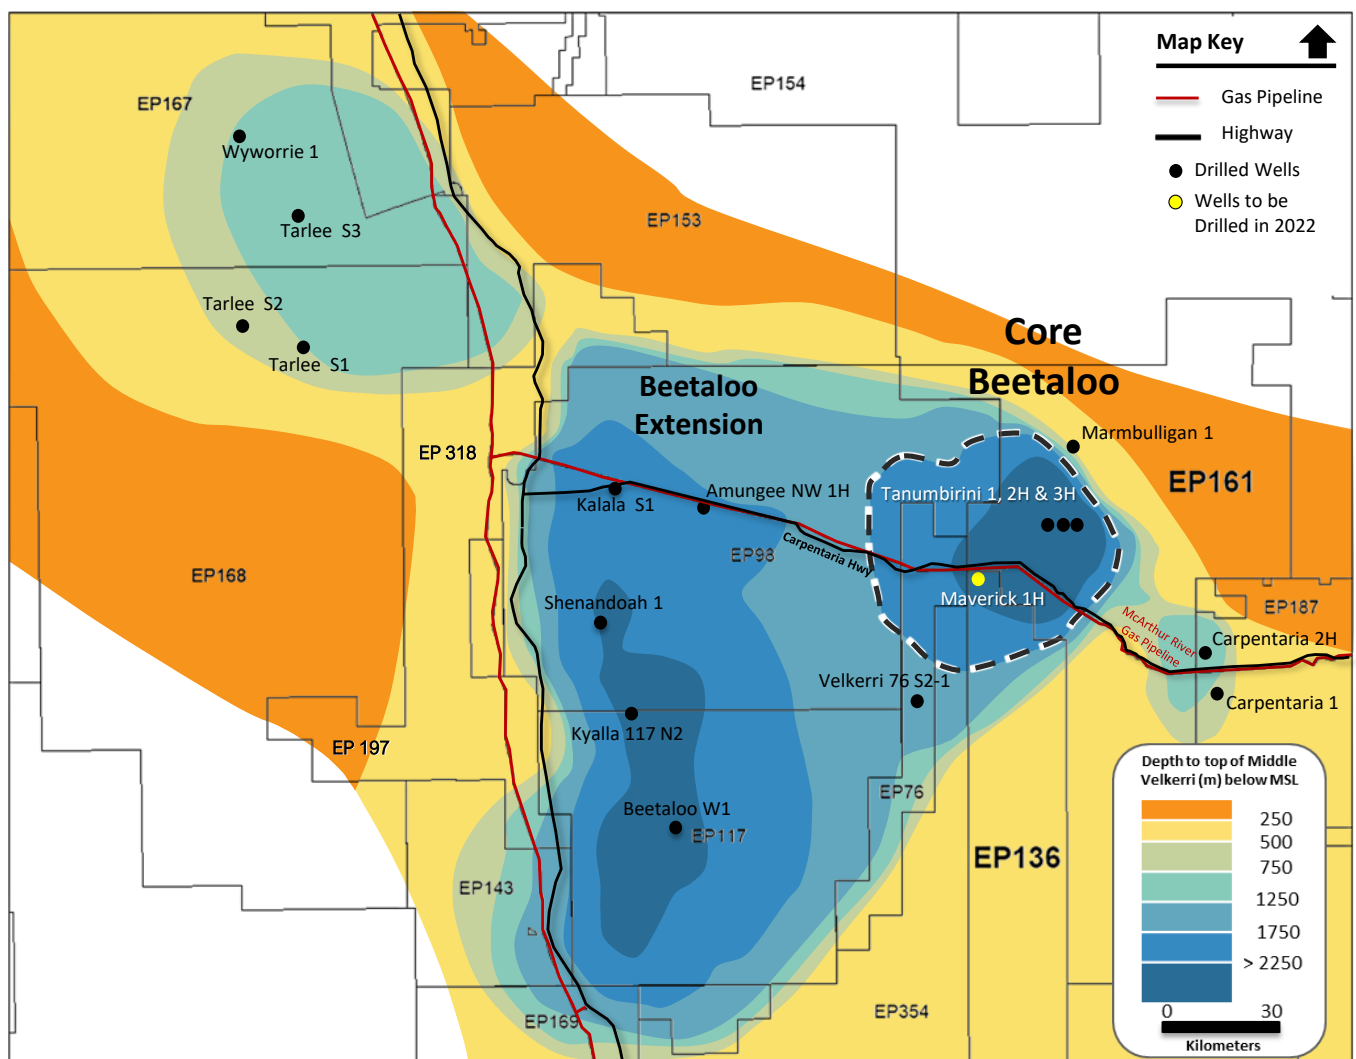 Map Key
Gas Pipeline
Highway
Drilled Wells
Wells to be
Drilled in 2022
EP154
EP167
Wyworrie 1
Tarlee S3
EP153
Tarlee S2
Tarlee S1
Core
Beetaloo
Beetaloo
Extension
Marmbulligan 1
EP 318
EP161
Tanumbirini 1, 2H & 3H
Amungee NW 1H
Kalala S1
EP98
Carpentaria Hwy
EP168
Shenandoah 1
Maverick 1H
EP187
McArthur River
Gas Pipeline
Carpentaria 2H
Velkerri 76 S2-1
Carpentaria 1
Kyalla 117 N2
EP 197
EP76
Beetaloo W1
EP117
EP136
EP143
EP169
EP354
Depth to top of Middle
Velkerri (m) below MSL
250
500
750
1250
1750
> 2250
0 30
Kilometers